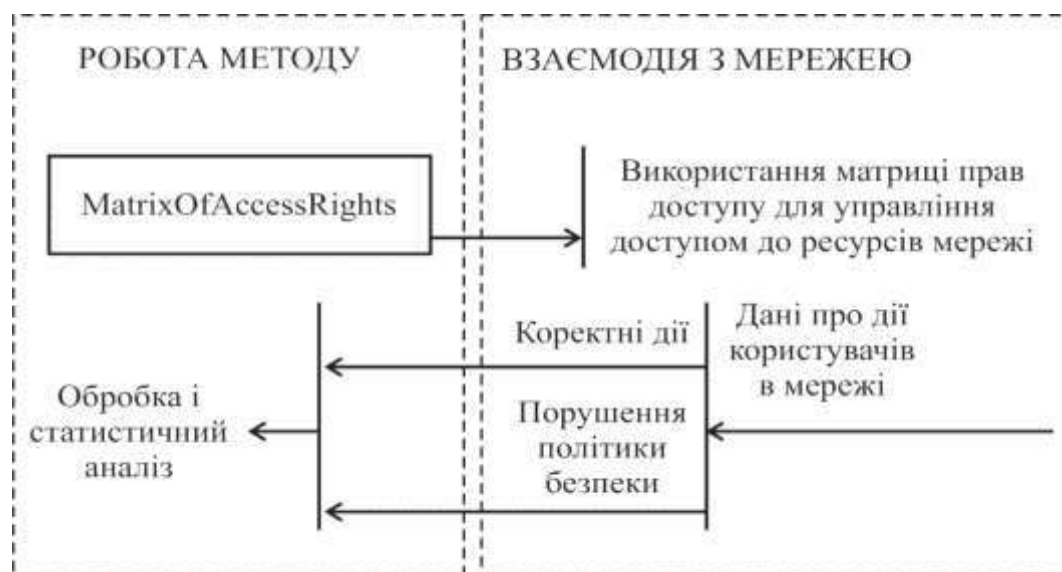 РОБОТА МЕТОДУ
ВЗАЄМОДІЯ З МЕРЕЖЕЮ
MatrixOfAccessRights
Використання матриці прав
доступу для управління
доступом до ресурсів мережі
Коректні дії
Дані про дії
користувачів
в мережі
Обробка і
статистичний
аналіз
Порушення
політики
безпеки